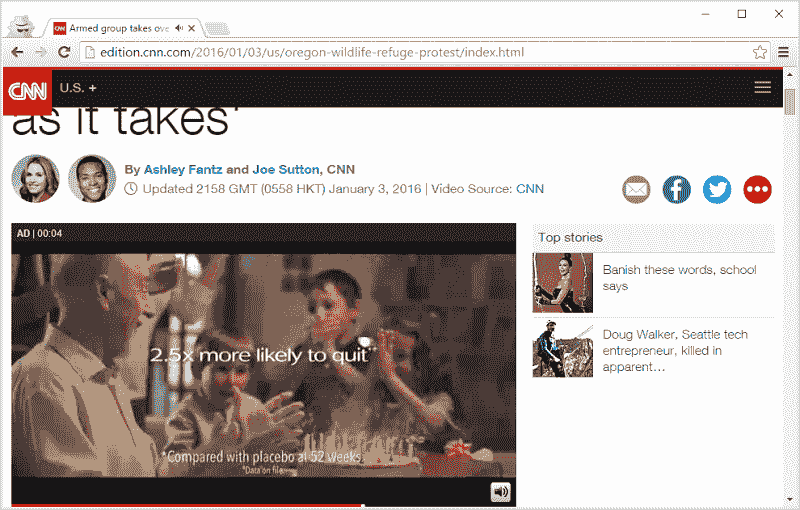 Armed group takes ove
edition.cnn.com/2016/01/03/us/oregon-wildlife-refuge-protest/index.html
CNN
U.S. +
as it takes'
By Ashley Fantz and Joe Sutton, CNN
Updated 2158 GMT (0558 HKT) January 3, 2016 | Video Source: CNN
AD | 00:04
2.5x more likely to quit**
*Compared with placebo at 52 weeks.
*Data on file.
Top stories
Banish these words, school
says
Doug Walker, Seattle tech
entrepreneur, killed in
apparent…